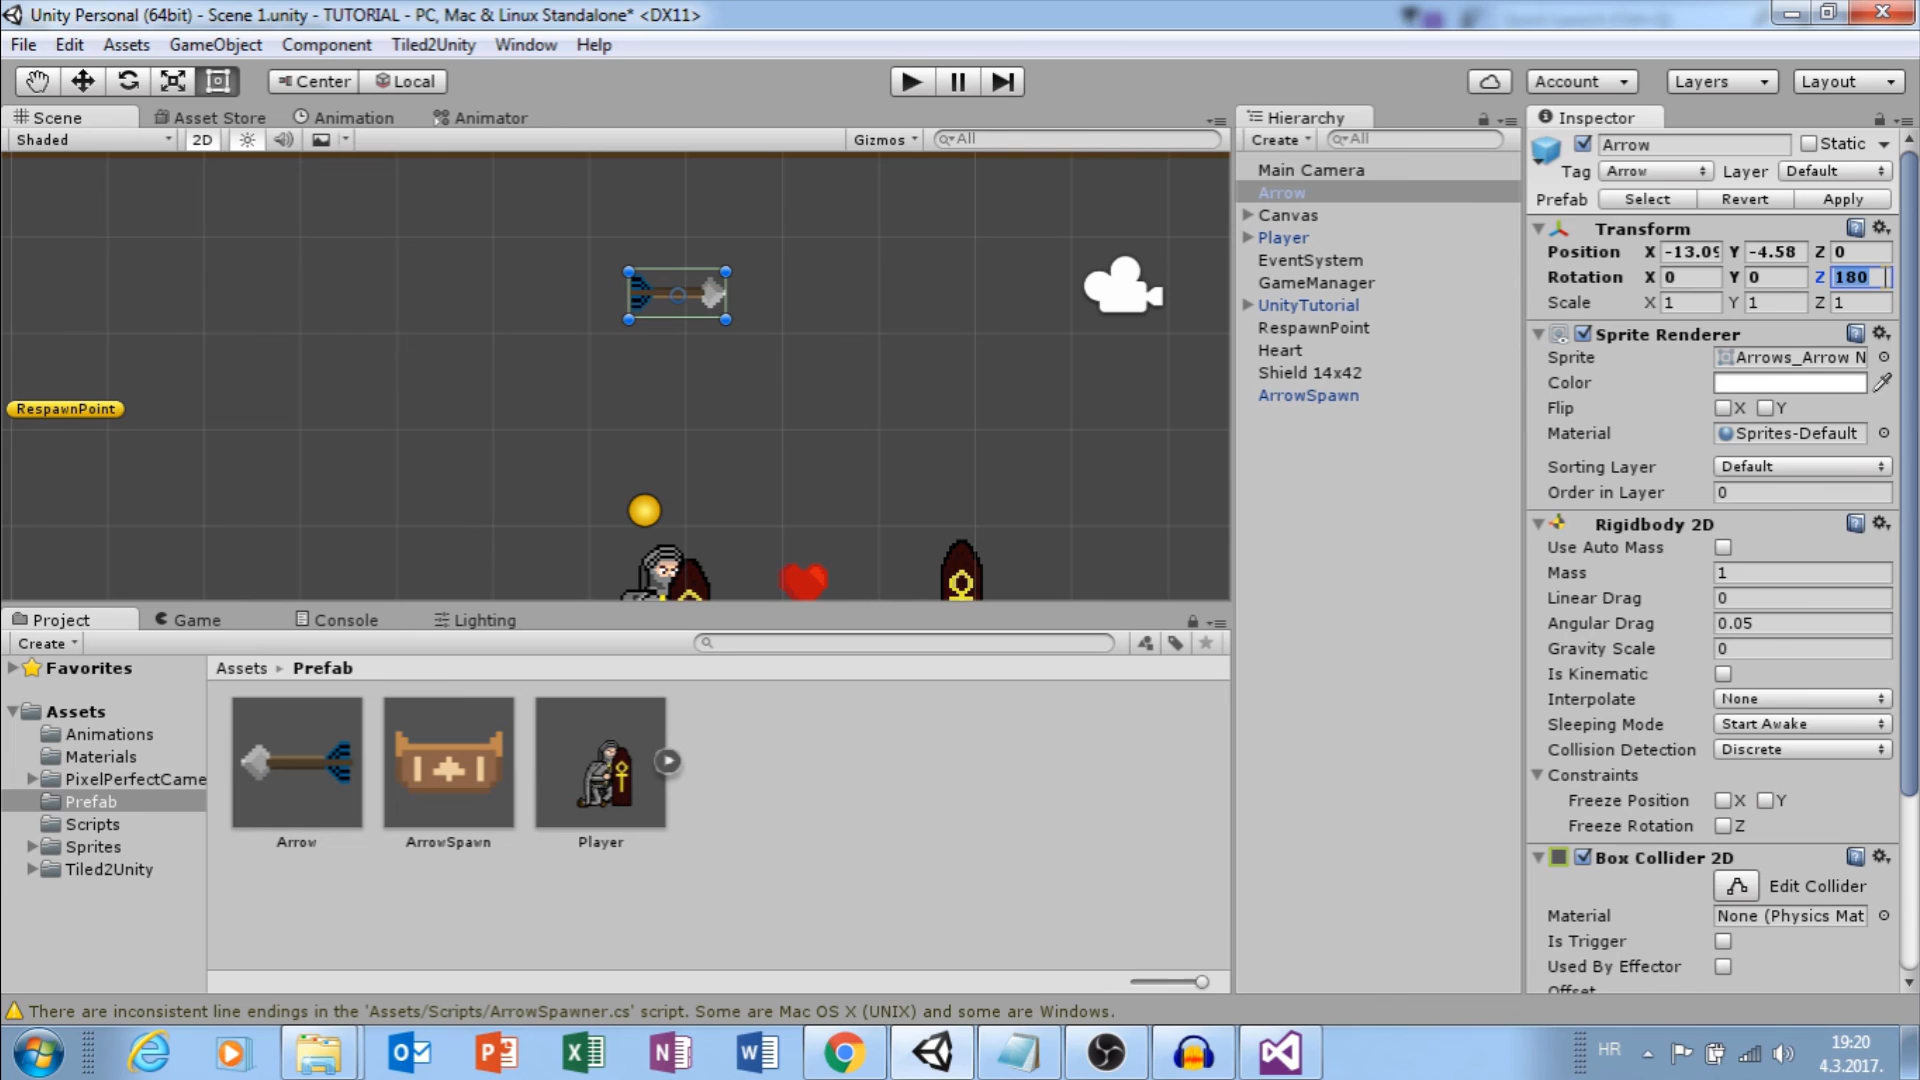 Unity Personal (64bit) - Scene 1.unity - TUTORIAL - PC, Mac & Linux Standalone* <DX11>
File Edit Assets GameObject Component Tiled2Unity Window Help
Center Local Account Layers Layout
Scene Asset Store Animation Animator
Shaded 2D Gizmos All
RespawnPoint
Hierarchy
Create All
Main Camera
Arrow
Canvas
Player
EventSystem
GameManager
UnityTutorial
RespawnPoint
Heart
Shield 14x42
ArrowSpawn
Inspector
Arrow Static
Tag Arrow Layer Default
Prefab Select Revert Apply
Transform
Position X -13.09 Y -4.58 Z 0
Rotation X 0 Y 0 Z 180
Scale X 1 Y 1 Z 1
Sprite Renderer
Sprite Arrows_Arrow N
Color
Flip X Y
Material Sprites-Default
Sorting Layer Default
Order in Layer 0
Rigidbody 2D
Use Auto Mass
Mass 1
Linear Drag 0
Angular Drag 0.05
Gravity Scale 0
Is Kinematic
Interpolate None
Sleeping Mode Start Awake
Collision Detection Discrete
Constraints
Freeze Position X Y
Freeze Rotation Z
Box Collider 2D
Edit Collider
Material None (Physics Mat
Is Trigger
Used By Effector
Offset
Project Game Console Lighting
Create
Favorites
Assets
Animations
Materials
PixelPerfectCame
Prefab
Scripts
Sprites
Tiled2Unity
Assets Prefab
Arrow ArrowSpawn Player
There are inconsistent line endings in the 'Assets/Scripts/ArrowSpawner.cs' script. Some are Mac OS X (UNIX) and some are Windows.
HR
19:20
4.3.2017.